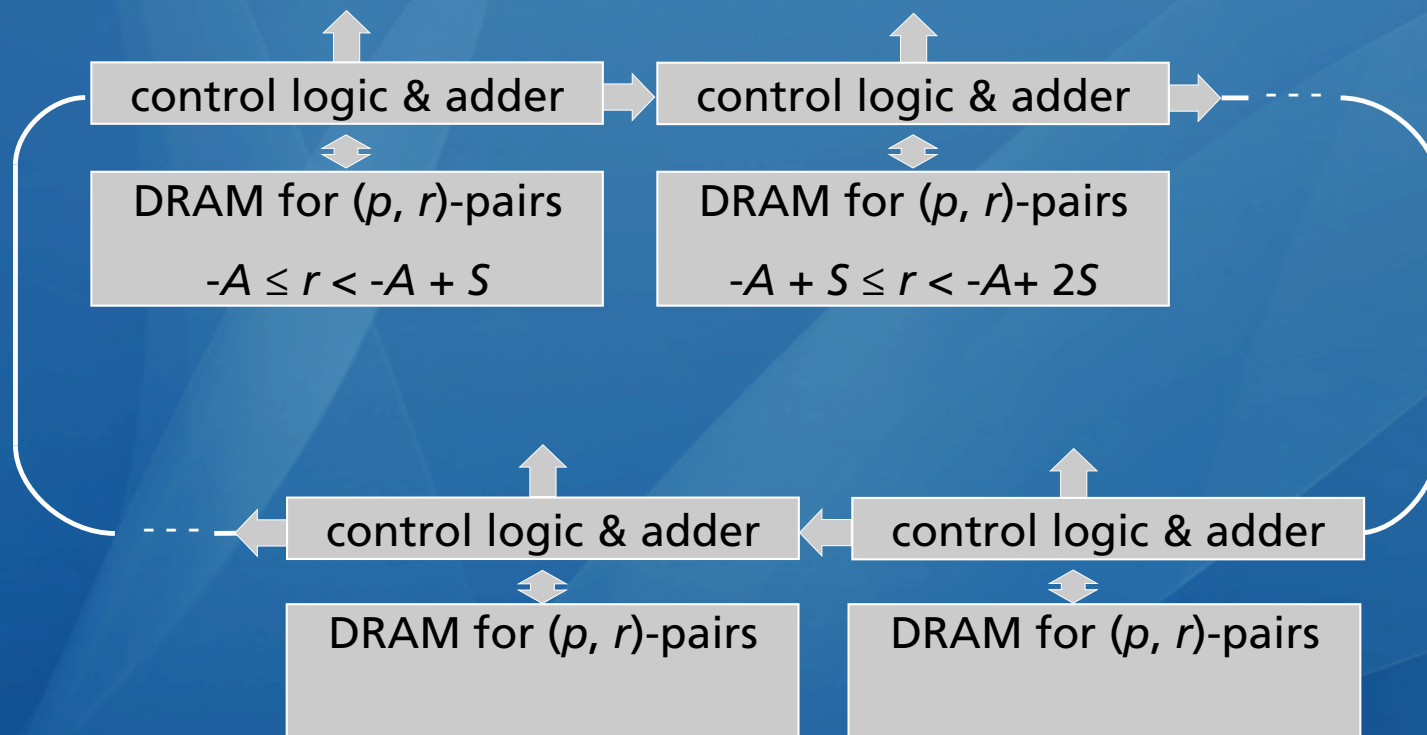 control logic & adder
control logic & adder
DRAM for (p, r)-pairs
-A ≤ r < -A + S
DRAM for (p, r)-pairs
-A + S ≤ r < -A+ 2S
control logic & adder
control logic & adder
DRAM for (p, r)-pairs
DRAM for (p, r)-pairs